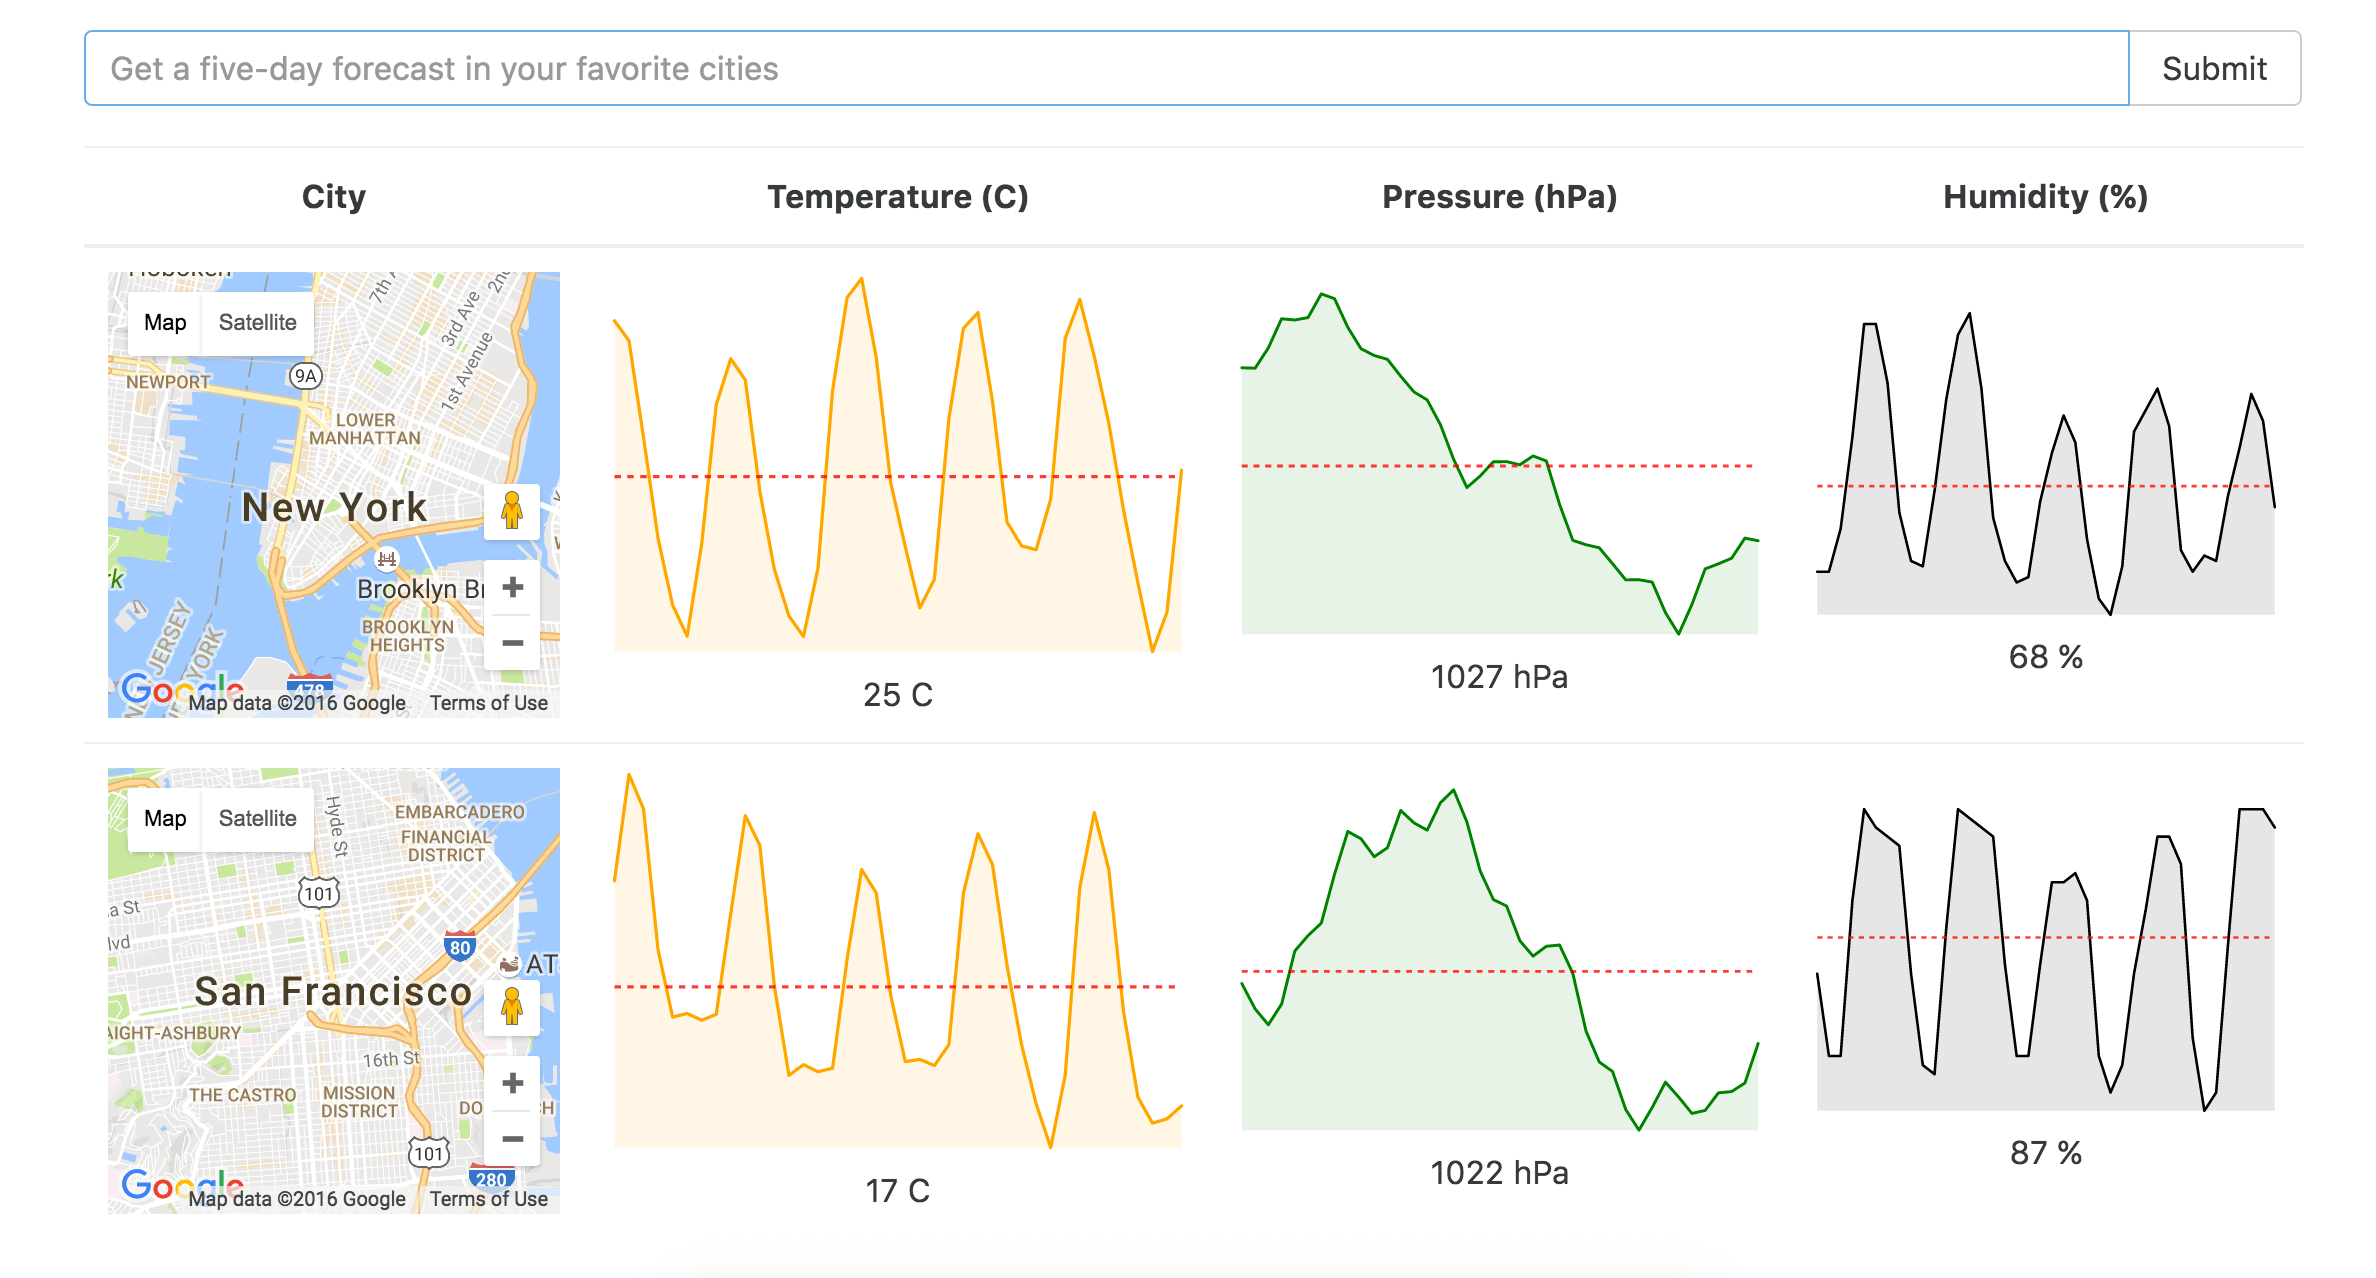 Get a five-day forecast in your favorite cities
Submit
City
Temperature (C)
Pressure (hPa)
Humidity (%)
Hoboken
Map
Satellite
7th A
2nd
3rd Ave
1st Avenue
NEWPORT
9A
LOWER
MANHATTAN
New York
Brooklyn Br
BROOKLYN
HEIGHTS
JERSEY
YORK
478
Google
Map data ©2016 Google
Terms of Use
25 C
1027 hPa
68 %
Map
Satellite
Hyde St
EMBARCADERO
FINANCIAL
DISTRICT
101
a St
lvd
80
AT
San Francisco
AIGHT-ASHBURY
16th St
THE CASTRO
MISSION
DISTRICT
DO
CH
101
280
Google
Map data ©2016 Google
Terms of Use
17 C
1022 hPa
87 %